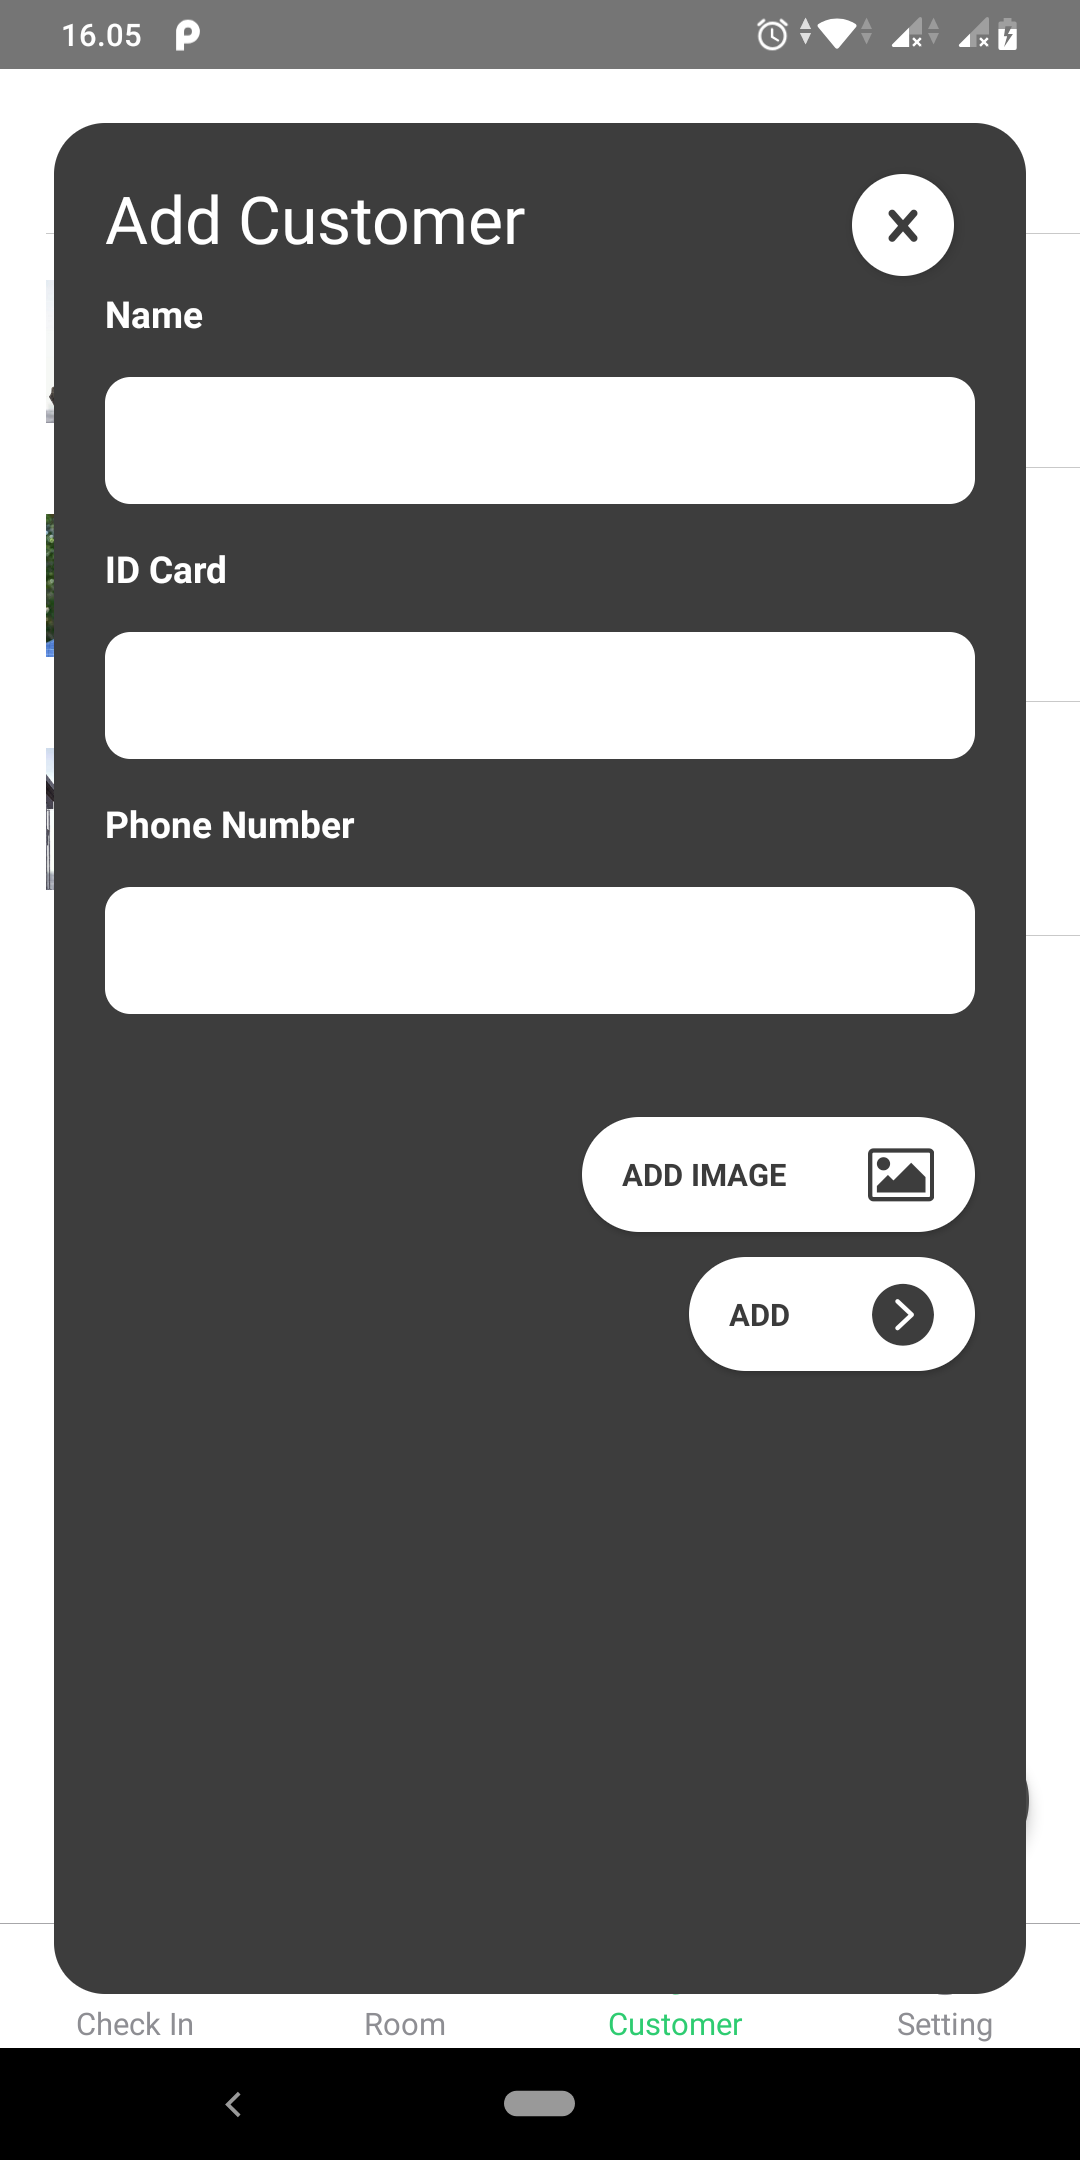 16.05
Add Customer
Name
ID Card
Phone Number
ADD IMAGE
ADD
Check In
Room
Customer
Setting